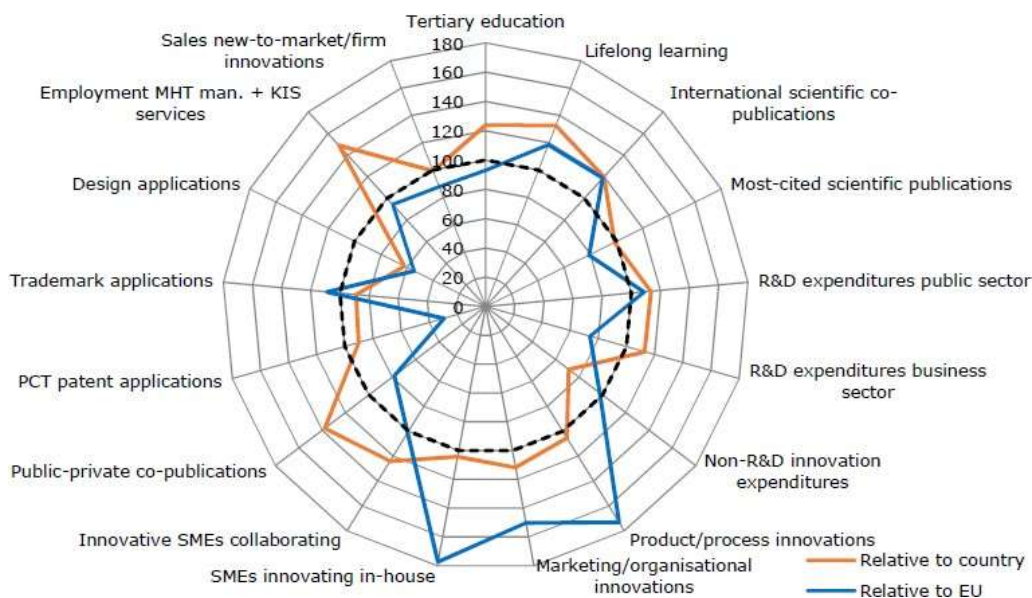 Tertiary education
Sales new-to-market/firm
innovations
180
Lifelong learning
160
Employment MHT man. + KIS
services
140
International scientific co-
publications
120
100
Design applications
80
Most-cited scientific publications
60
40
Trademark applications
20
R&D expenditures public sector
0
PCT patent applications
R&D expenditures business
sector
Public-private co-publications
Non-R&D innovation
expenditures
Innovative SMEs collaborating
Product/process innovations
SMEs innovating in-house
Marketing/organisational
innovations
Relative to country
Relative to EU